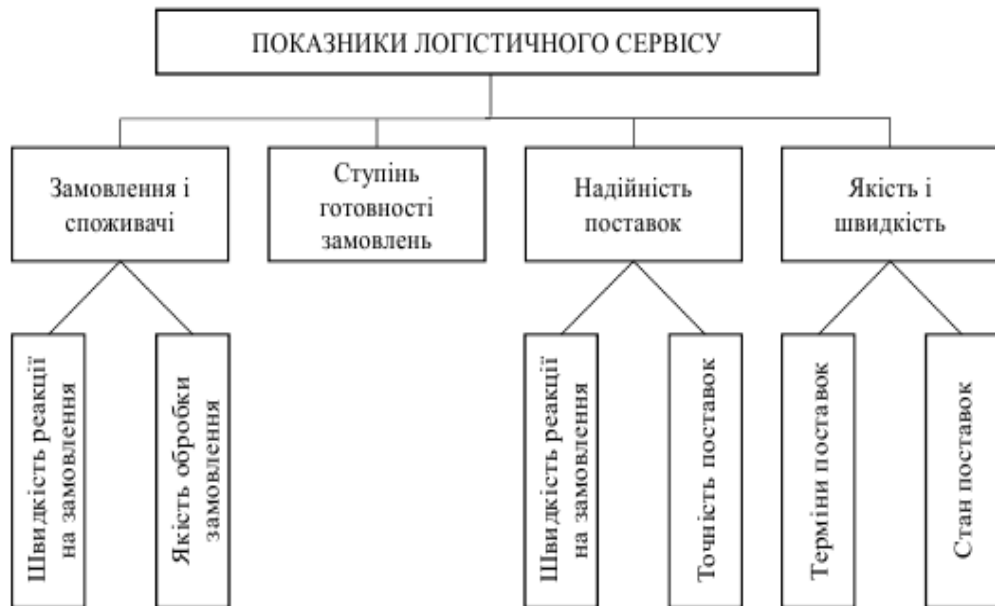 ПОКАЗНИКИ ЛОГІСТИЧНОГО СЕРВІСУ
Замовлення і
споживачі
Ступінь
готовності
замовлень
Надійність
поставок
Якість і
швидкість
Швидкість реакції
на замовлення
Якість обробки
замовлення
Швидкість реакції
на замовлення
Точність поставок
Терміни поставок
Стан поставок